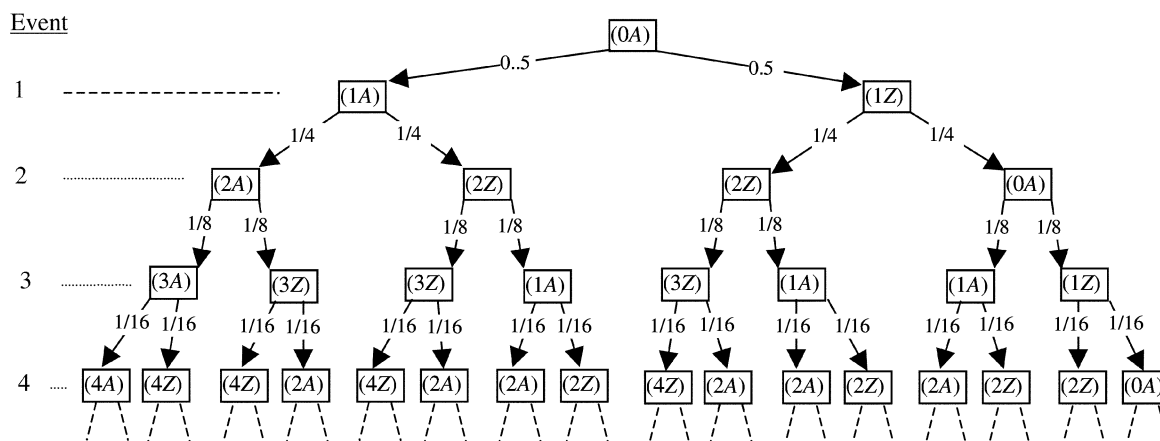 Event
(0A)
0..5 0.5
1 (1A) (1Z)
1/4 1/4 1/4 1/4
2 (2A) (2Z) (2Z) (0A)
1/8 1/8 1/8 1/8 1/8 1/8 1/8 1/8
3 (3A) (3Z) (3Z) (1A) (3Z) (1A) (1A) (1Z)
1/16 1/16 1/16 1/16 1/16 1/16 1/16 1/16 1/16 1/16 1/16 1/16 1/16 1/16 1/16 1/16
4 (4A) (4Z) (4Z) (2A) (4Z) (2A) (2A) (2Z) (4Z) (2A) (2A) (2Z) (2A) (2Z) (2Z) (0A)